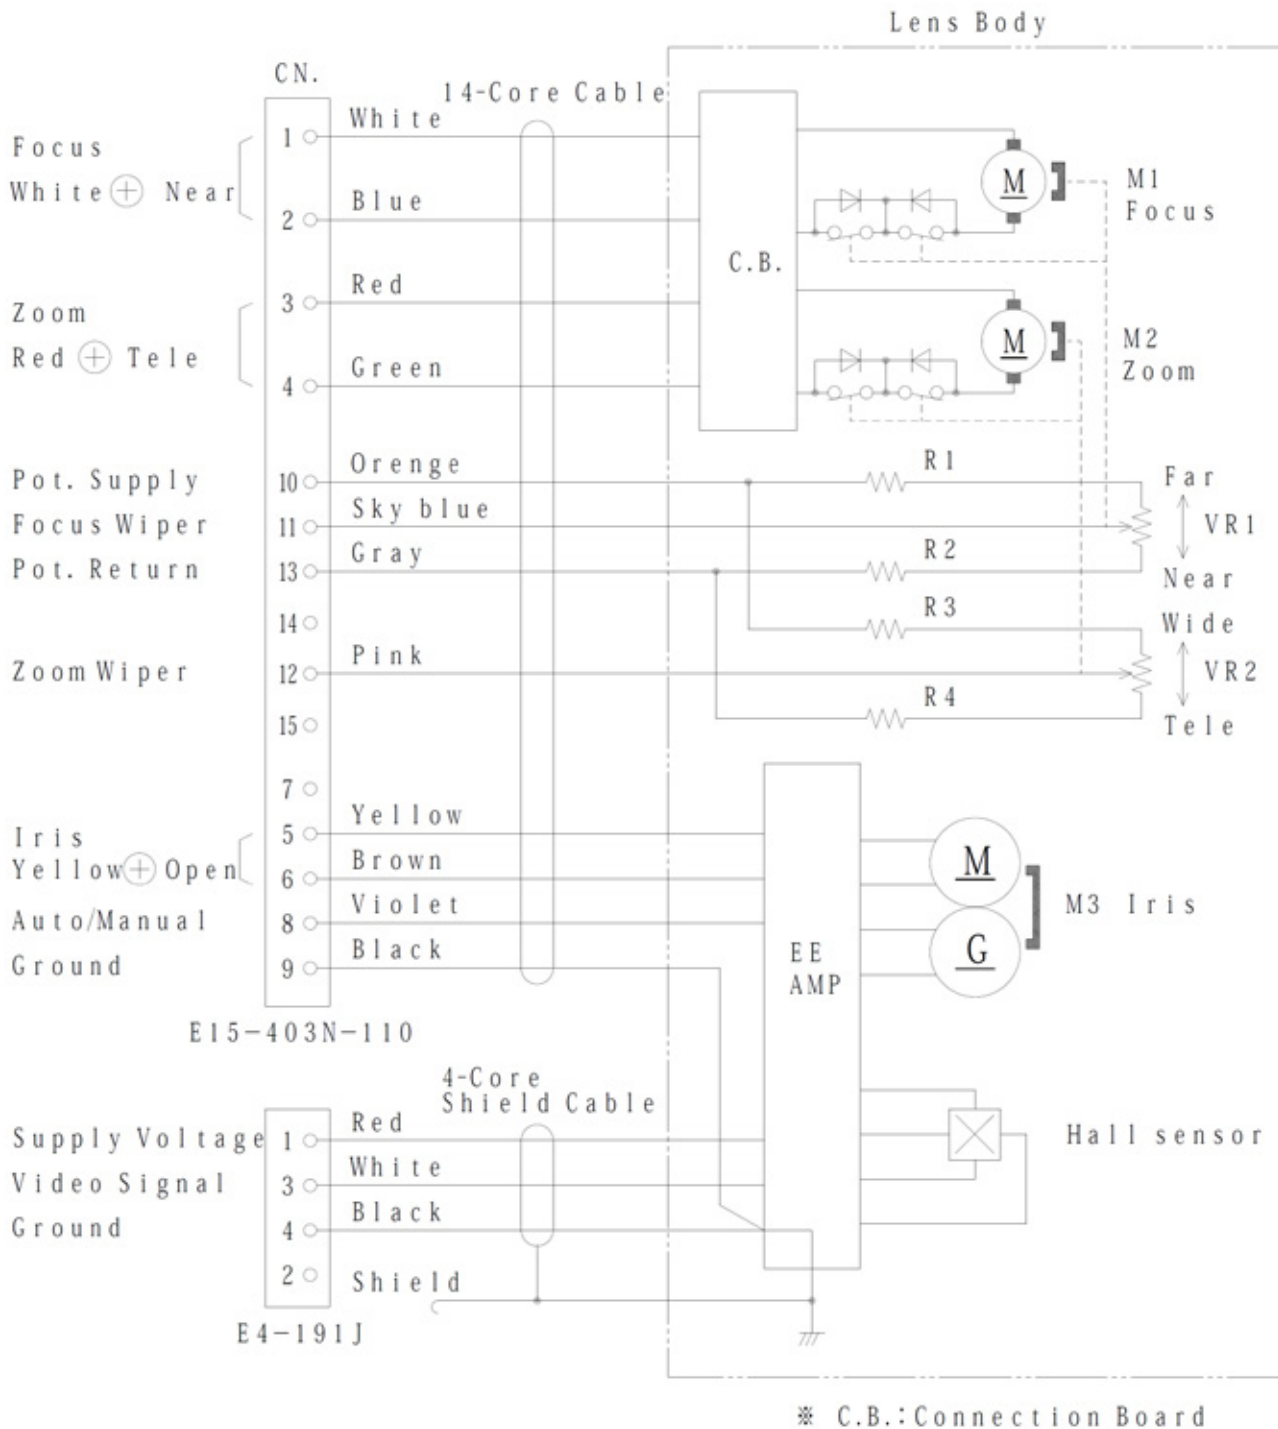 Lens Body
CN.
14-Core Cable
1 White
Focus
White ⊕ Near
2 Blue
C.B.
M
M1
Focus
3 Red
Zoom
Red ⊕ Tele
4 Green
M
M2
Zoom
Pot. Supply 10 Orenge R1 Far
Focus Wiper 11 Sky blue VR1
Pot. Return 13 Gray R2 Near
14 R3 Wide
Zoom Wiper 12 Pink VR2
15 R4 Tele
7
5 Yellow
Iris
Yellow ⊕ Open
6 Brown
Auto/Manual 8 Violet
Ground 9 Black
E15-403N-110
EE
AMP
M
G
M3 Iris
4-Core
Shield Cable
Supply Voltage 1 Red
Video Signal 3 White
Ground 4 Black
2 Shield
E4-191J
Hall sensor
※ C.B.:Connection Board